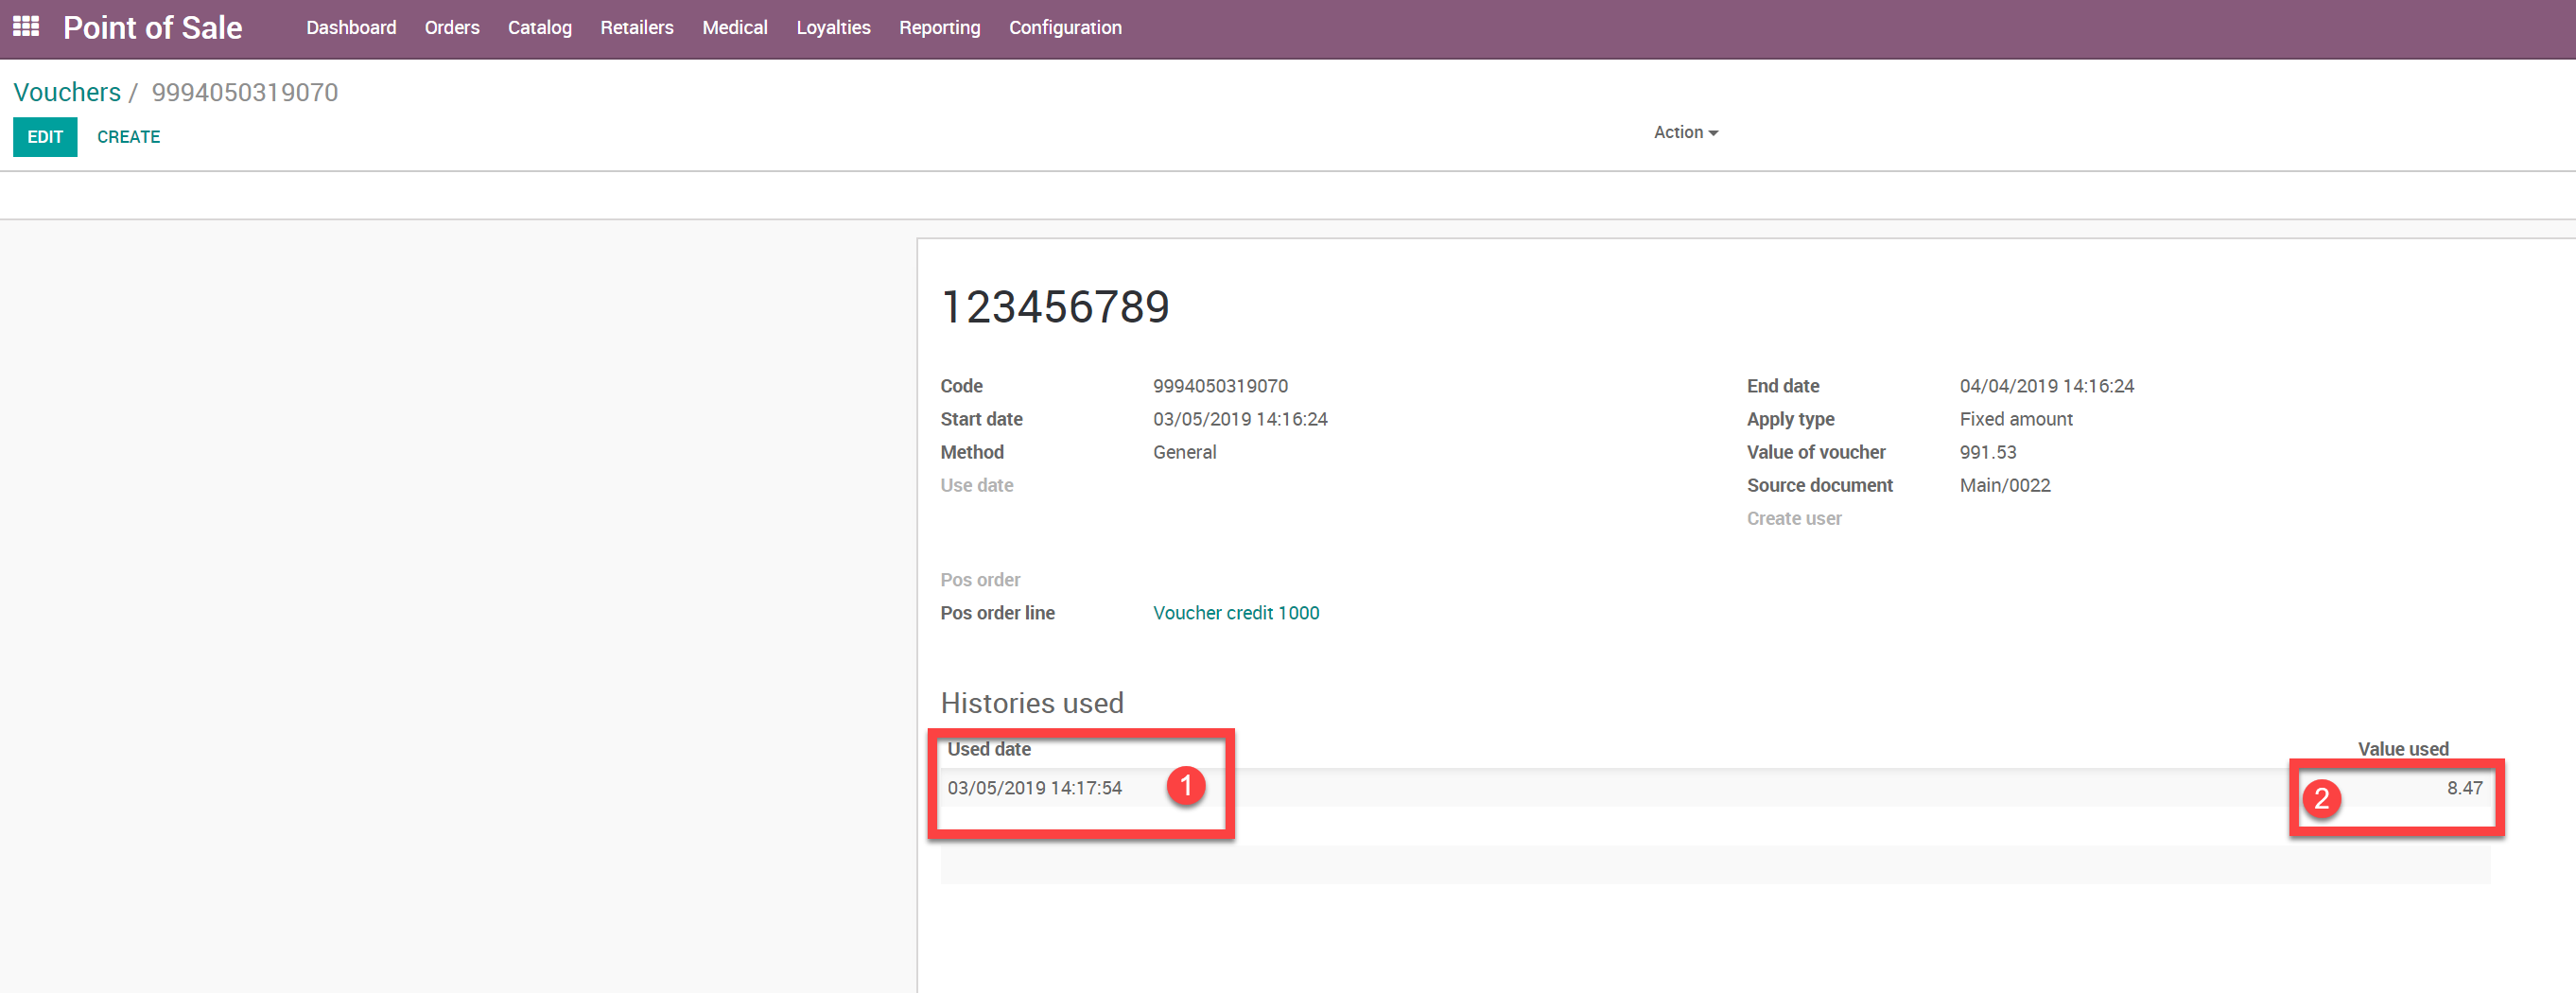 Point of Sale Dashboard Orders Catalog Retailers Medical Loyalties Reporting Configuration
Vouchers / 9994050319070
EDIT CREATE Action
123456789
Code 9994050319070 End date 04/04/2019 14:16:24
Start date 03/05/2019 14:16:24 Apply type Fixed amount
Method General Value of voucher 991.53
Use date Source document Main/0022
Create user
Pos order
Pos order line Voucher credit 1000
Histories used
Used date Value used
03/05/2019 14:17:54 1 2 8.47